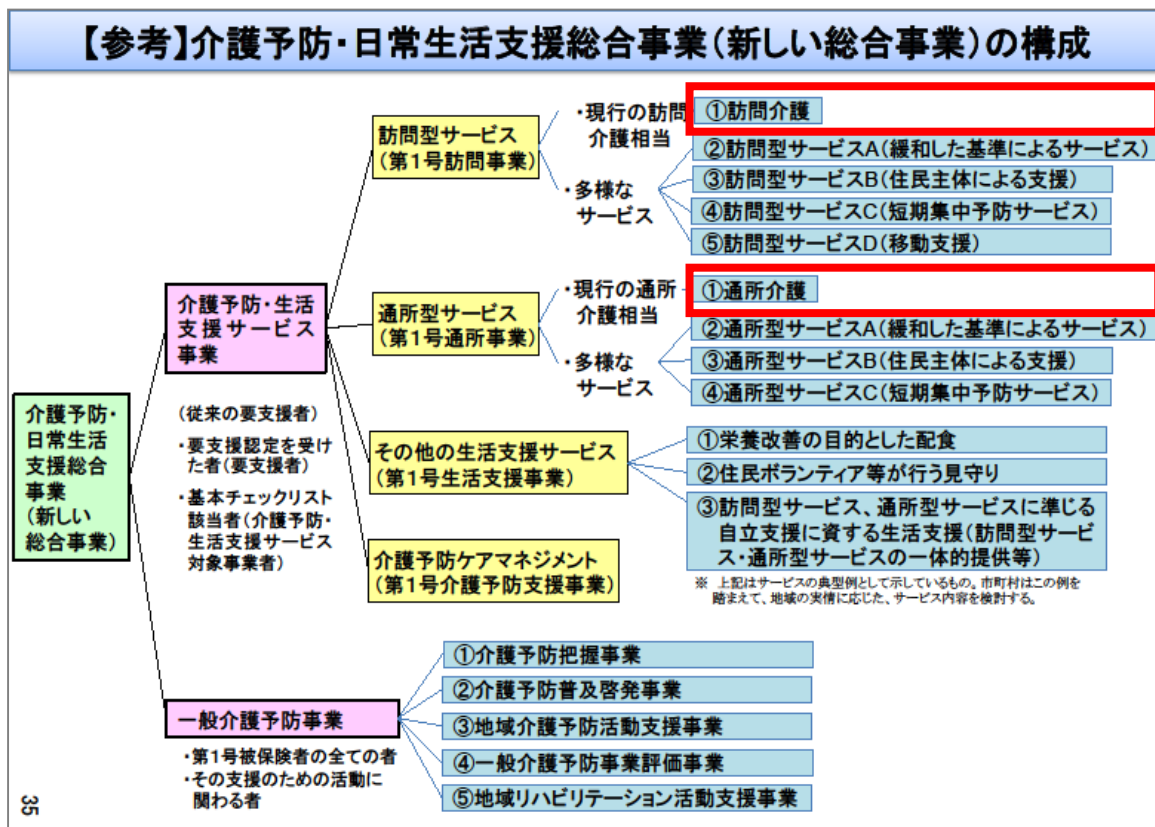 【参考】介護予防・日常生活支援総合事業(新しい総合事業)の構成
介護予防・
日常生活
支援総合
事業
(新しい
総合事業)
介護予防・生活
支援サービス
事業
(従来の要支援者)
・要支援認定を受け
た者(要支援者)
・基本チェックリスト
該当者(介護予防・
生活支援サービス
対象事業者)
訪問型サービス
(第1号訪問事業)
・現行の訪問
介護相当
①訪問介護
・多様な
サービス
②訪問型サービスA(緩和した基準によるサービス)
③訪問型サービスB(住民主体による支援)
④訪問型サービスC(短期集中予防サービス)
⑤訪問型サービスD(移動支援)
通所型サービス
(第1号通所事業)
・現行の通所
介護相当
①通所介護
・多様な
サービス
②通所型サービスA(緩和した基準によるサービス)
③通所型サービスB(住民主体による支援)
④通所型サービスC(短期集中予防サービス)
その他の生活支援サービス
(第1号生活支援事業)
①栄養改善の目的とした配食
②住民ボランティア等が行う見守り
③訪問型サービス、通所型サービスに準じる
自立支援に資する生活支援(訪問型サービ
ス・通所型サービスの一体的提供等)
※ 上記はサービスの典型例として示しているもの。市町村はこの例を
踏まえて、地域の実情に応じた、サービス内容を検討する。
介護予防ケアマネジメント
(第1号介護予防支援事業)
一般介護予防事業
・第1号被保険者の全ての者
・その支援のための活動に
関わる者
①介護予防把握事業
②介護予防普及啓発事業
③地域介護予防活動支援事業
④一般介護予防事業評価事業
⑤地域リハビリテーション活動支援事業
35